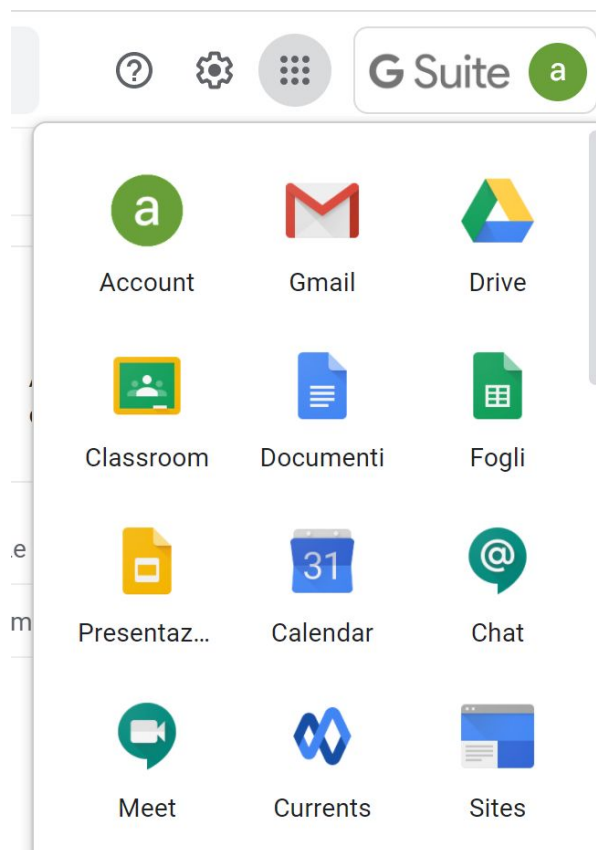 G Suite a
a
Account Gmail Drive
Classroom Documenti Fogli
31 @
Presentaz... Calendar Chat
.e
m
Meet Currents Sites